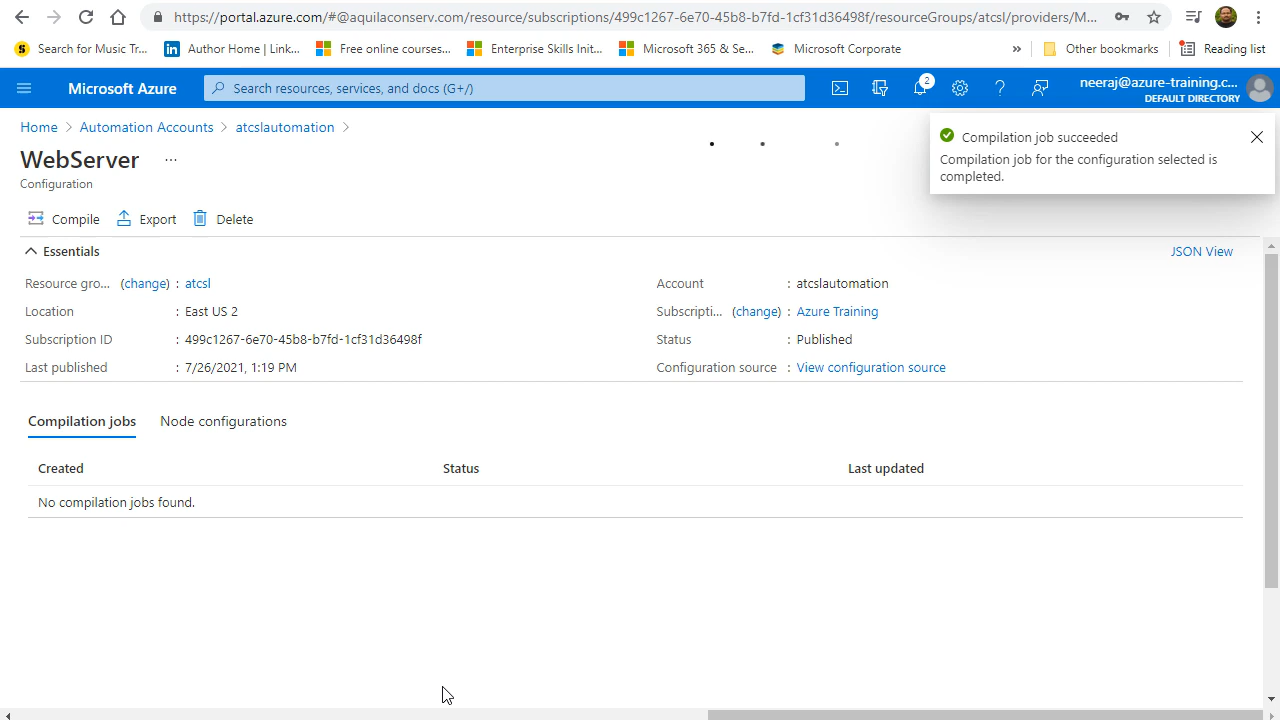 https://portal.azure.com/#@aquilaconserv.com/resource/subscriptions/499c1267-6e70-45b8-b7fd-1cf31d36498f/resourceGroups/atcsl/providers/M...
Search for Music Tr...
Author Home | Link...
Free online courses...
Enterprise Skills Init...
Microsoft 365 & Se...
Microsoft Corporate
»
Other bookmarks
Reading list
Microsoft Azure
Search resources, services, and docs (G+/)
2
neeraj@azure-training.c...
DEFAULT DIRECTORY
Home > Automation Accounts > atcslautomation >
WebServer ...
Configuration
Compilation job succeeded
Compilation job for the configuration selected is
completed.
Compile Export Delete
Essentials
JSON View
Resource gro... (change) : atcsl
Account : atcslautomation
Location : East US 2
Subscripti... (change) : Azure Training
Subscription ID : 499c1267-6e70-45b8-b7fd-1cf31d36498f
Status : Published
Last published : 7/26/2021, 1:19 PM
Configuration source : View configuration source
Compilation jobs Node configurations
Created Status Last updated
No compilation jobs found.